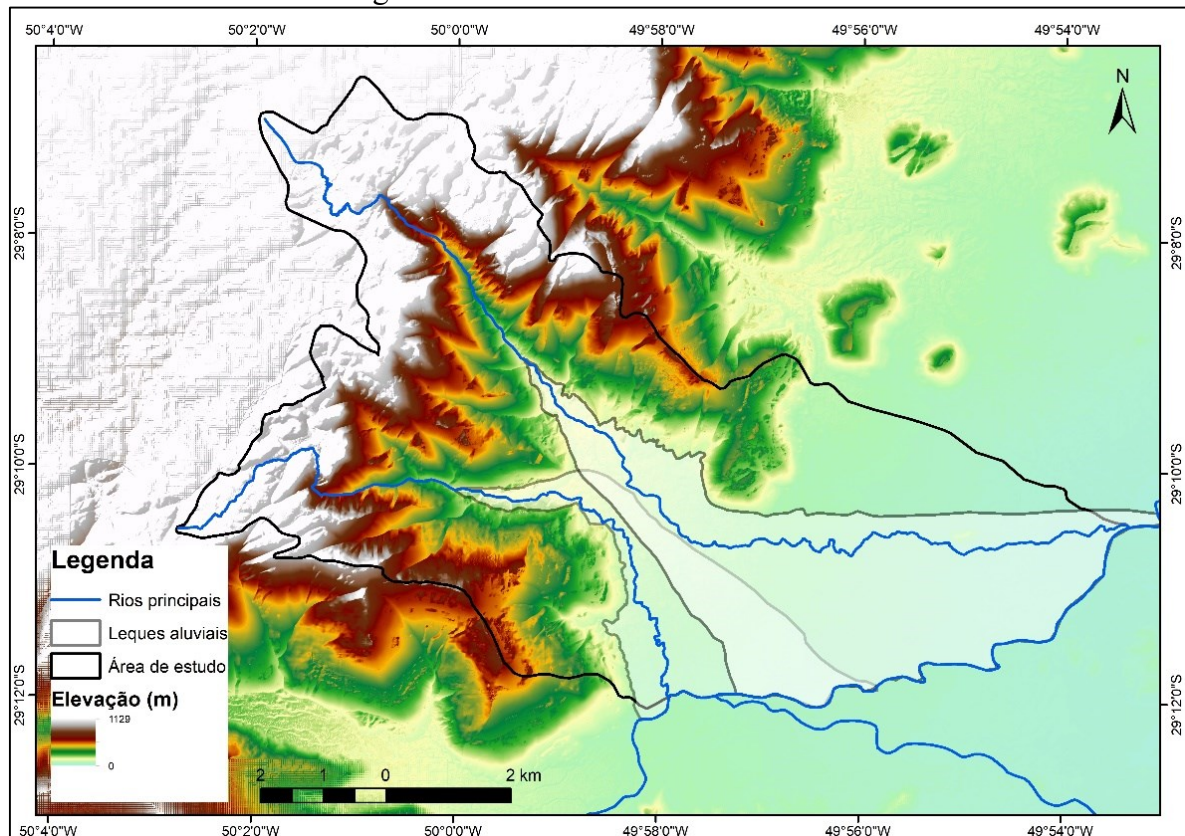 50°4'0"W 50°2'0"W 50°0'0"W 49°58'0"W 49°56'0"W 49°54'0"W
N
29°8'0"S 29°8'0"S
29°10'0"S 29°10'0"S
Legenda
Rios principais
Leques aluviais
Área de estudo
29°12'0"S 29°12'0"S
Elevação (m)
1129
0
2 1 0 2 km
50°4'0"W 50°2'0"W 50°0'0"W 49°58'0"W 49°56'0"W 49°54'0"W